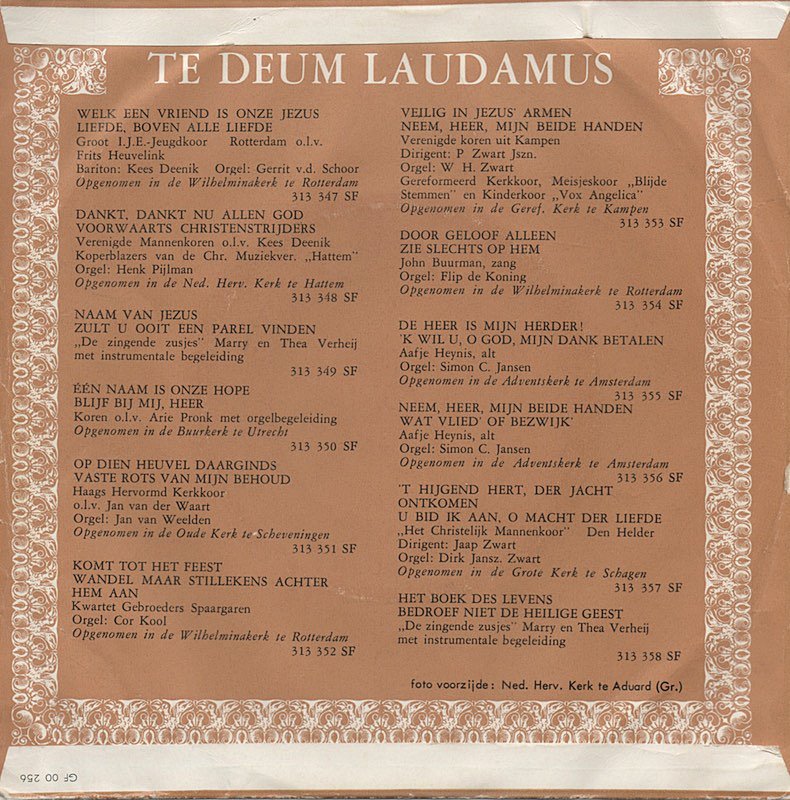 TE DEUM LAUDAMUS
WELK EEN VRIEND IS ONZE JEZUS
LIEFDE, BOVEN ALLE LIEFDE
Groot I.J.E.-Jeugdkoor Rotterdam o.l.v.
Frits Heuvelink
Bariton: Kees Deenik Orgel: Gerrit v.d. Schoor
Opgenomen in de Wilhelminakerk te Rotterdam
313 347 SF
DANKT, DANKT NU ALLEN GOD
VOORWAARTS CHRISTENSTRIJDERS
Verenigde Mannenkoren o.l.v. Kees Deenik
Koperblazers van de Chr. Muziekver. „Hattem"
Orgel: Henk Pijlman
Opgenomen in de Ned. Herv. Kerk te Hattem
313 348 SF
NAAM VAN JEZUS
ZULT U OOIT EEN PAREL VINDEN
„De zingende zusjes" Marry en Thea Verheij
met instrumentale begeleiding
313 349 SF
ÉÉN NAAM IS ONZE HOPE
BLIJF BIJ MIJ, HEER
Koren o.l.v. Arie Pronk met orgelbegeleiding
Opgenomen in de Buurkerk te Utrecht
313 350 SF
OP DIEN HEUVEL DAARGINDS
VASTE ROTS VAN MIJN BEHOUD
Haags Hervormd Kerkkoor
o.l.v. Jan van der Waart
Orgel: Jan van Weelden
Opgenomen in de Oude Kerk te Scheveningen
313 351 SF
KOMT TOT HET FEEST
WANDEL MAAR STILLEKENS ACHTER
HEM AAN
Kwartet Gebroeders Spaargaren
Orgel: Cor Kool
Opgenomen in de Wilhelminakerk te Rotterdam
313 352 SF
VEILIG IN JEZUS' ARMEN
NEEM, HEER, MIJN BEIDE HANDEN
Verenigde koren uit Kampen
Dirigent: P Zwart Jszn.
Orgel: W H. Zwart
Gereformeerd Kerkkoor, Meisjeskoor „Blijde
Stemmen" en Kinderkoor „Vox Angelica"
Opgenomen in de Geref. Kerk te Kampen
313 353 SF
DOOR GELOOF ALLEEN
ZIE SLECHTS OP HEM
John Buurman, zang
Orgel: Flip de Koning
Opgenomen in de Wilhelminakerk te Rotterdam
313 354 SF
DE HEER IS MIJN HERDER!
'K WIL U, O GOD, MIJN DANK BETALEN
Aafje Heynis, alt
Orgel: Simon C. Jansen
Opgenomen in de Adventskerk te Amsterdam
313 355 SF
NEEM, HEER, MIJN BEIDE HANDEN
WAT VLIED' OF BEZWIJK'
Aafje Heynis, alt
Orgel: Simon C. Jansen
Opgenomen in de Adventskerk te Amsterdam
313 356 SF
'T HIJGEND HERT, DER JACHT
ONTKOMEN
U BID IK AAN, O MACHT DER LIEFDE
„Het Christelijk Mannenkoor" Den Helder
Dirigent: Jaap Zwart
Orgel: Dirk Jansz. Zwart
Opgenomen in de Grote Kerk te Schagen
313 357 SF
HET BOEK DES LEVENS
BEDROEF NIET DE HEILIGE GEEST
„De zingende zusjes" Marry en Thea Verheij
met instrumentale begeleiding
313 358 SF
foto voorzijde: Ned. Herv. Kerk te Aduard (Gr.)
GF 00 256